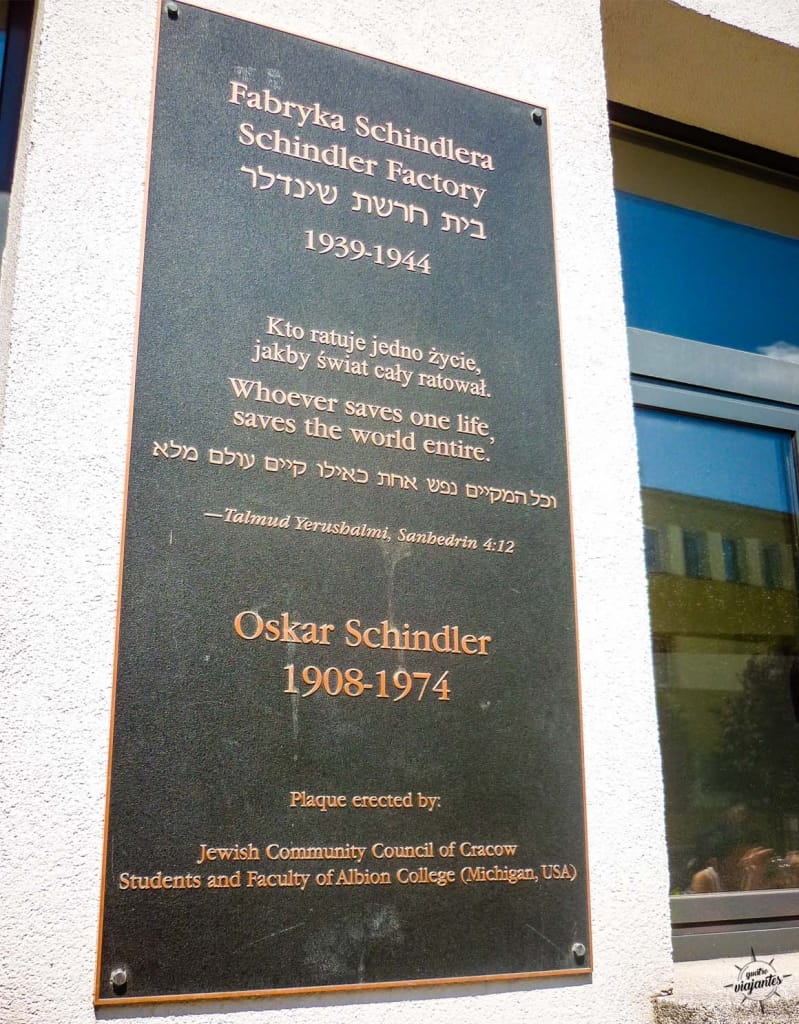 Fabryka Schindlera
Schindler Factory
בית חרשת שינדלר
1939-1944
Kto ratuje jedno życie,
jakby świat cały ratował.
Whoever saves one life,
saves the world entire.
וכל המקיים נפש אחת כאילו קיים עולם מלא
—Talmud Yerushalmi, Sanhedrin 4:12
Oskar Schindler
1908-1974
Plaque erected by:
Jewish Community Council of Cracow
Students and Faculty of Albion College (Michigan, USA)
guatre
viajantes